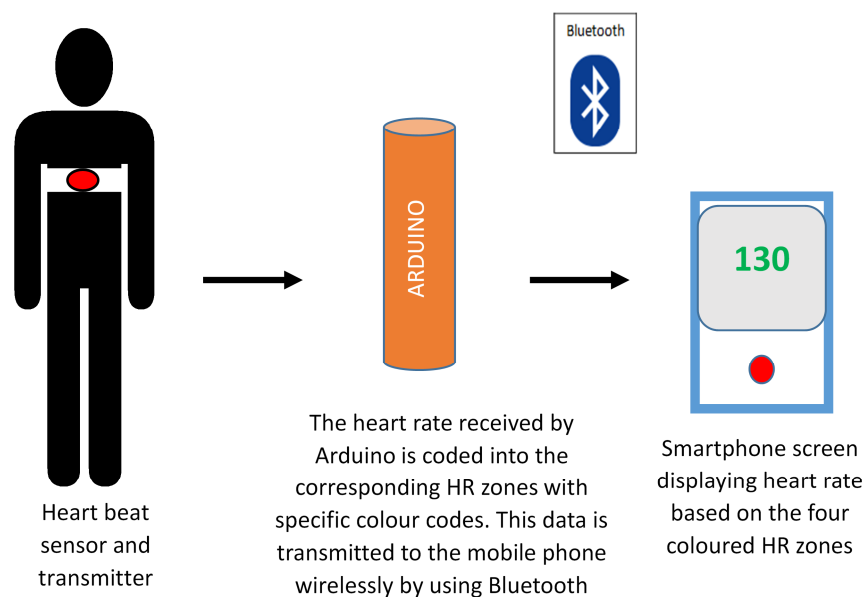 Bluetooth
ARDUINO
130
Heart beat
sensor and
transmitter
The heart rate received by
Arduino is coded into the
corresponding HR zones with
specific colour codes. This data is
transmitted to the mobile phone
wirelessly by using Bluetooth
Smartphone screen
displaying heart rate
based on the four
coloured HR zones